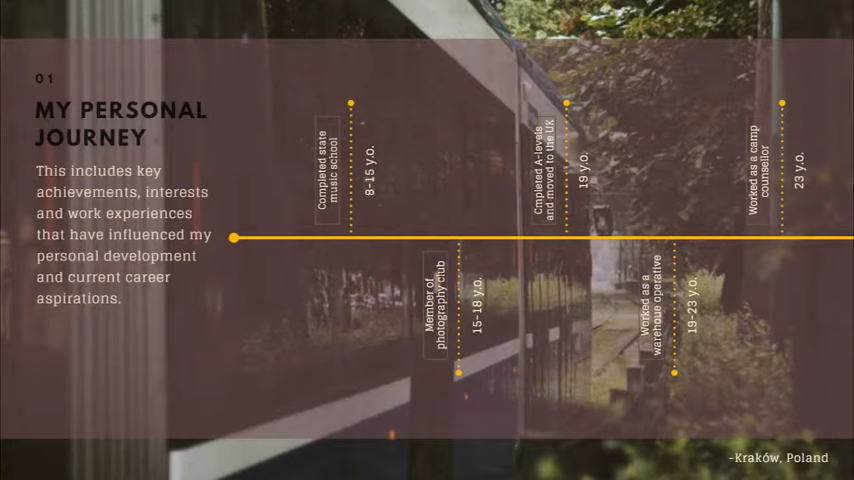 01
MY PERSONAL
JOURNEY
This includes key
achievements, interests
and work experiences
that have influenced my
personal development
and current career
aspirations.
Completed state
music school
8-15 y.o.
Member of
photography club
15-18 y.o.
Cmpleted A-levels
and moved to the UK
19 y.o.
Worked as a
warehoue operative
19-23 y.o.
Worked as a camp
counsellor
23 y.o.
-Kraków, Poland